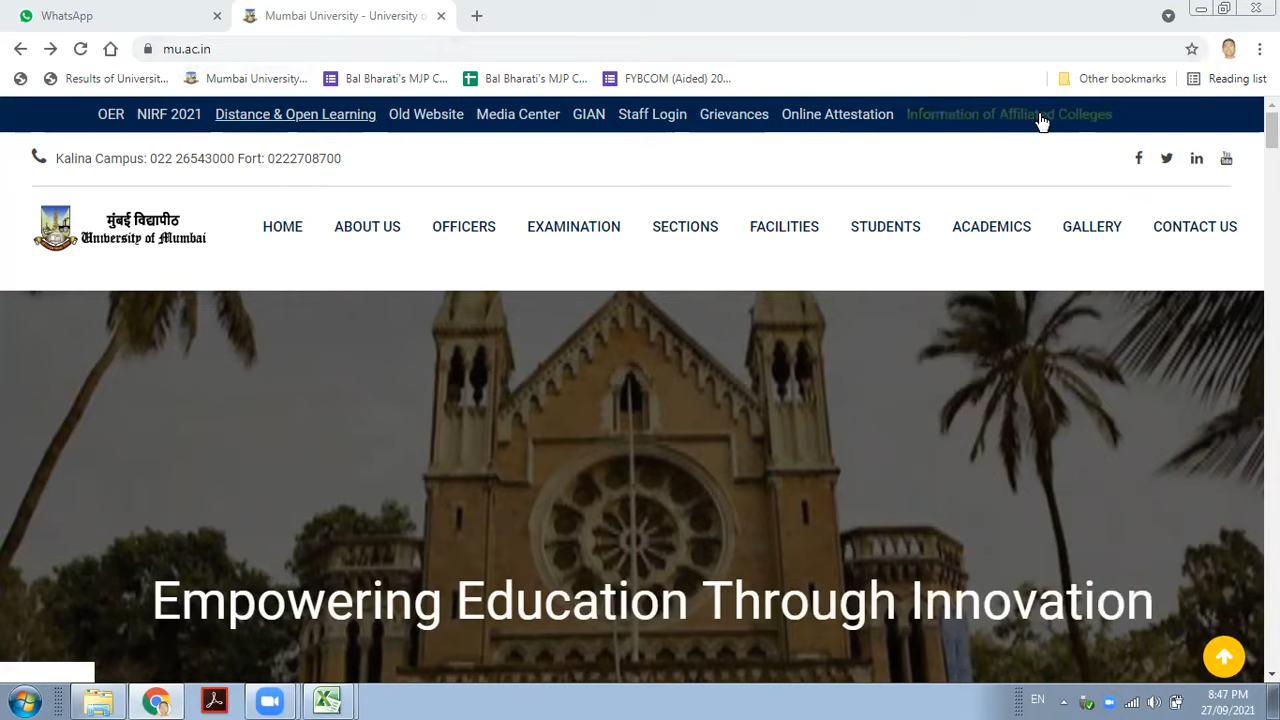 WhatsApp
Mumbai University - University o
mu.ac.in
Results of Universit...
Mumbai University...
Bal Bharati's MJP C...
Bal Bharati's MJP C...
FYBCOM (Aided) 20...
Other bookmarks
Reading list
OER NIRF 2021 Distance & Open Learning Old Website Media Center GIAN Staff Login Grievances Online Attestation Information of Affiliated Colleges
Kalina Campus: 022 26543000 Fort: 0222708700
मुंबई विद्यापीठ
University of Mumbai
HOME ABOUT US OFFICERS EXAMINATION SECTIONS FACILITIES STUDENTS ACADEMICS GALLERY CONTACT US
Empowering Education Through Innovation
EN
8:47 PM
27/09/2021